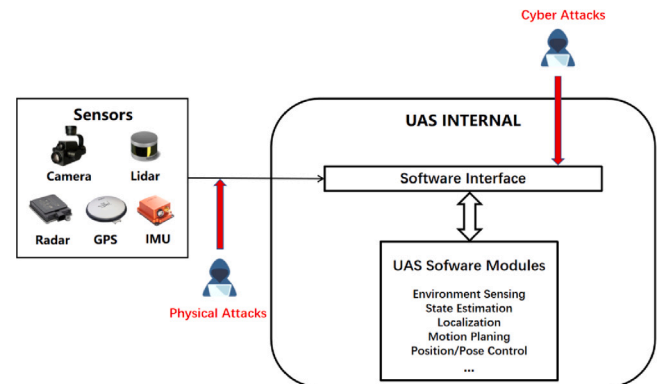 Cyber Attacks
Sensors
Camera Lidar
Radar GPS IMU
Physical Attacks
UAS INTERNAL
Software Interface
UAS Sofware Modules
Environment Sensing
State Estimation
Localization
Motion Planing
Position/Pose Control
...